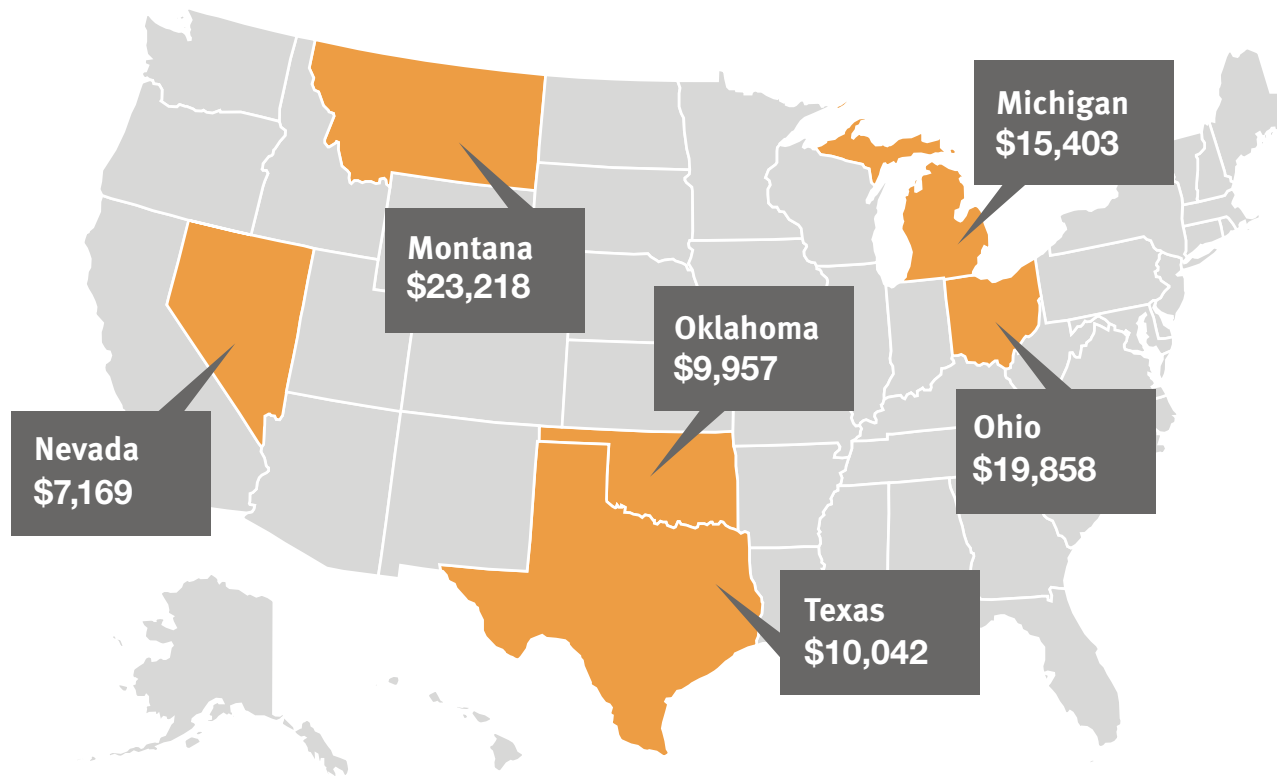 Michigan
$15,403
Montana
$23,218
Oklahoma
$9,957
Nevada
$7,169
Ohio
$19,858
Texas
$10,042